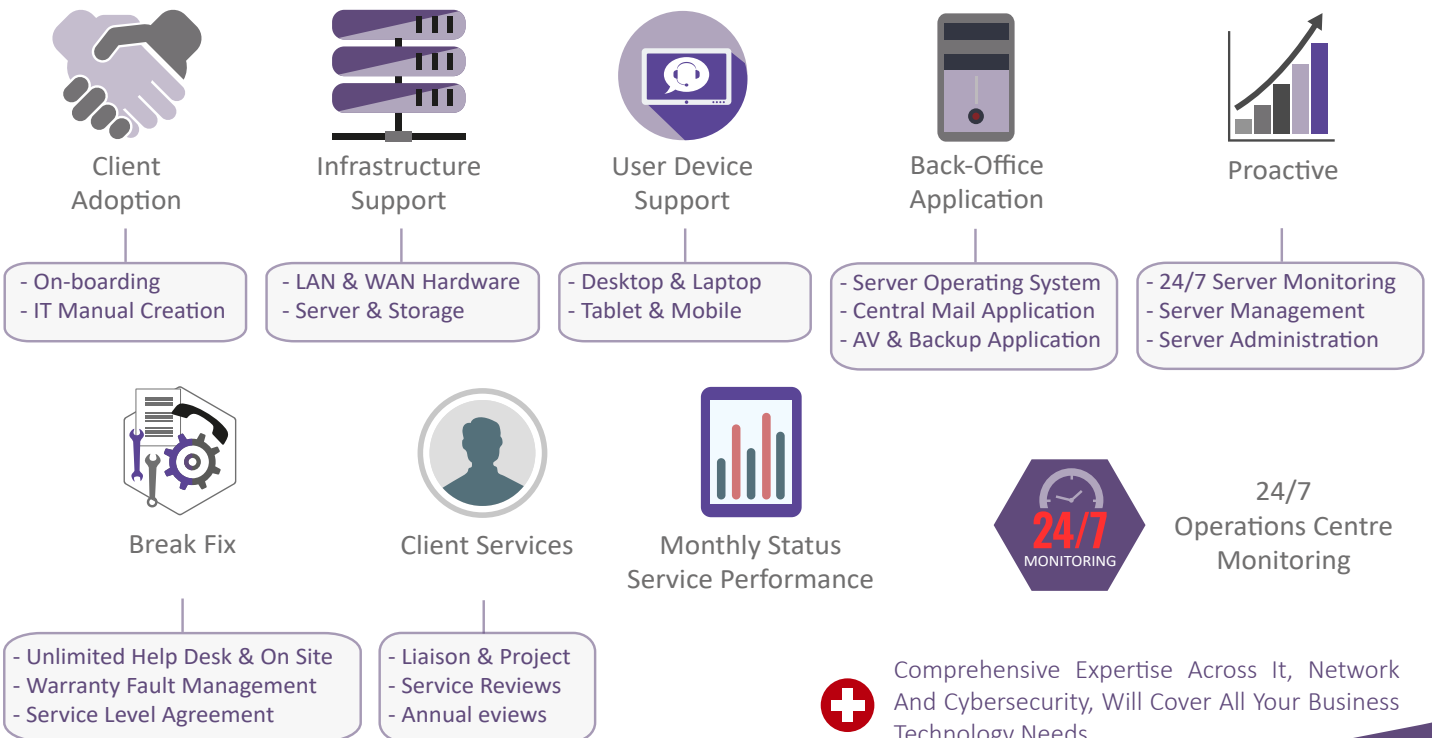 Client
Adoption
Infrastructure
Support
User Device
Support
Back-Office
Application
Proactive
- On-boarding
- IT Manual Creation
- LAN & WAN Hardware
- Server & Storage
- Desktop & Laptop
- Tablet & Mobile
- Server Operating System
- Central Mail Application
- AV & Backup Application
- 24/7 Server Monitoring
- Server Management
- Server Administration
Break Fix
Client Services
Monthly Status
Service Performance
24/7
MONITORING
24/7
Operations Centre
Monitoring
- Unlimited Help Desk & On Site
- Warranty Fault Management
- Service Level Agreement
- Liaison & Project
- Service Reviews
- Annual eviews
Comprehensive Expertise Across It, Network
And Cybersecurity, Will Cover All Your Business
Technology Needs